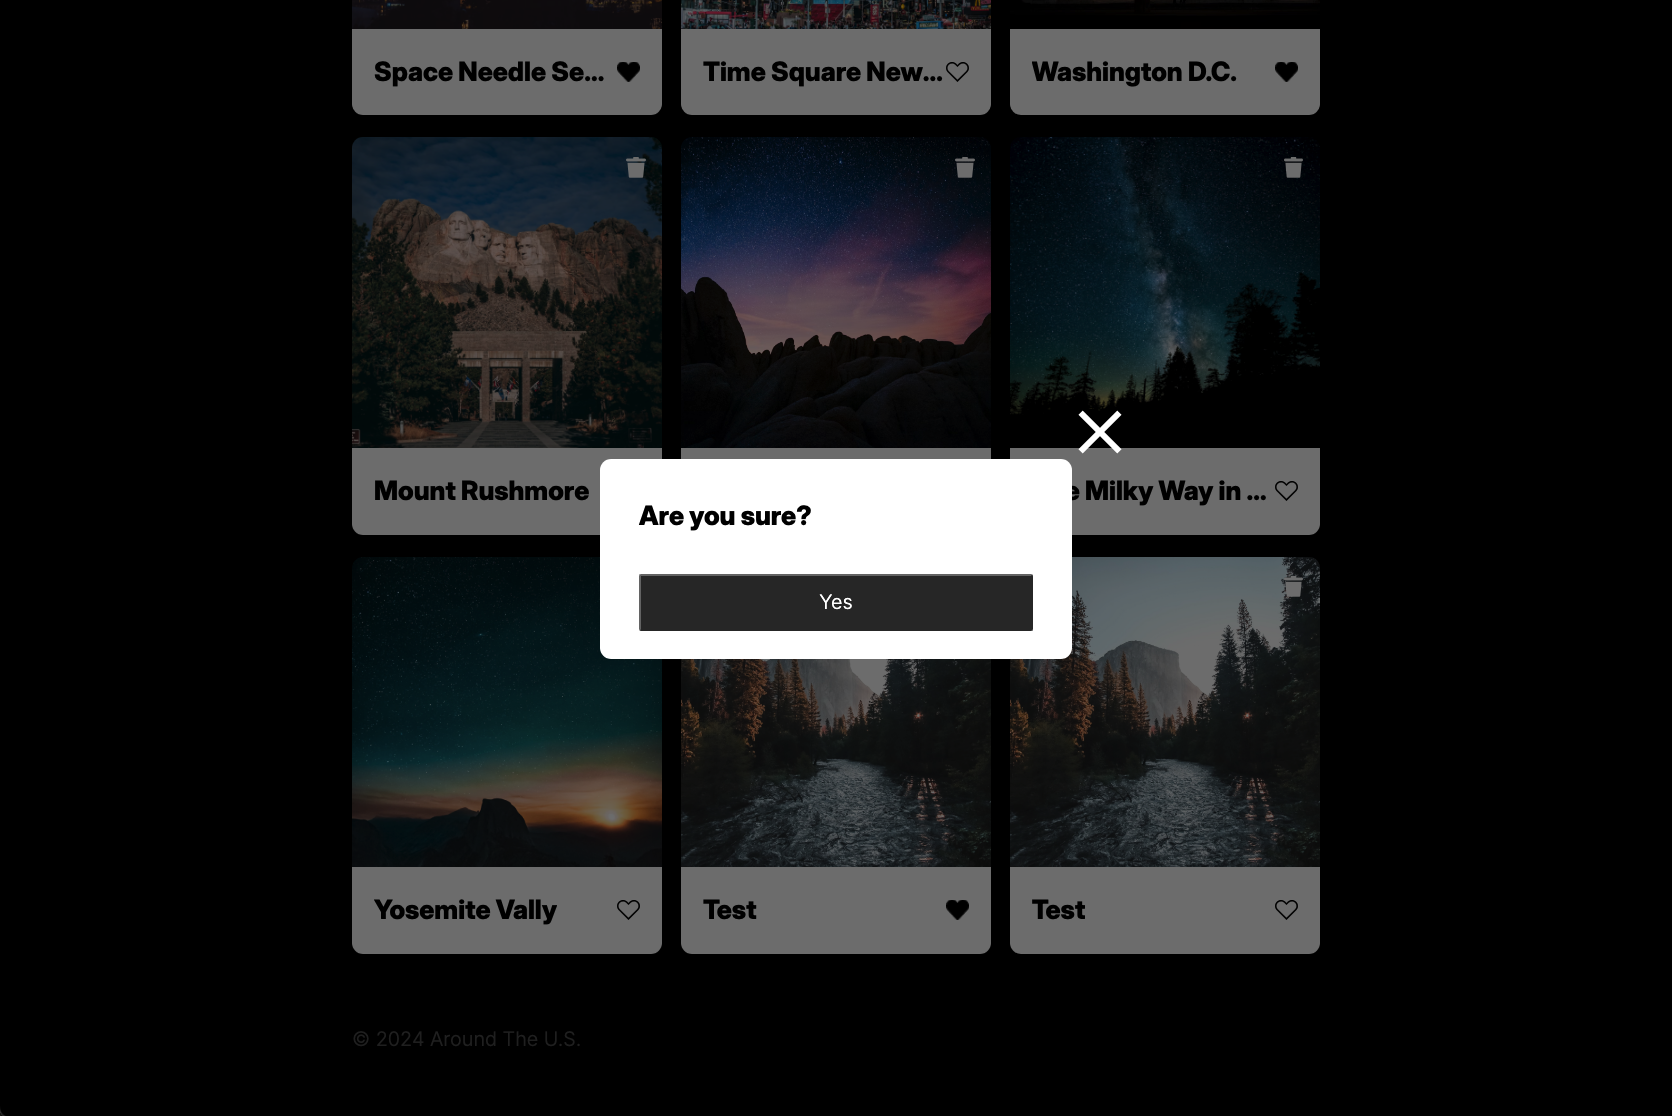 Space Needle Se...
Time Square New...
Washington D.C.
Mount Rushmore
Milky Way in ...
Are you sure?
Yes
Yosemite Vally
Test
Test
© 2024 Around The U.S.